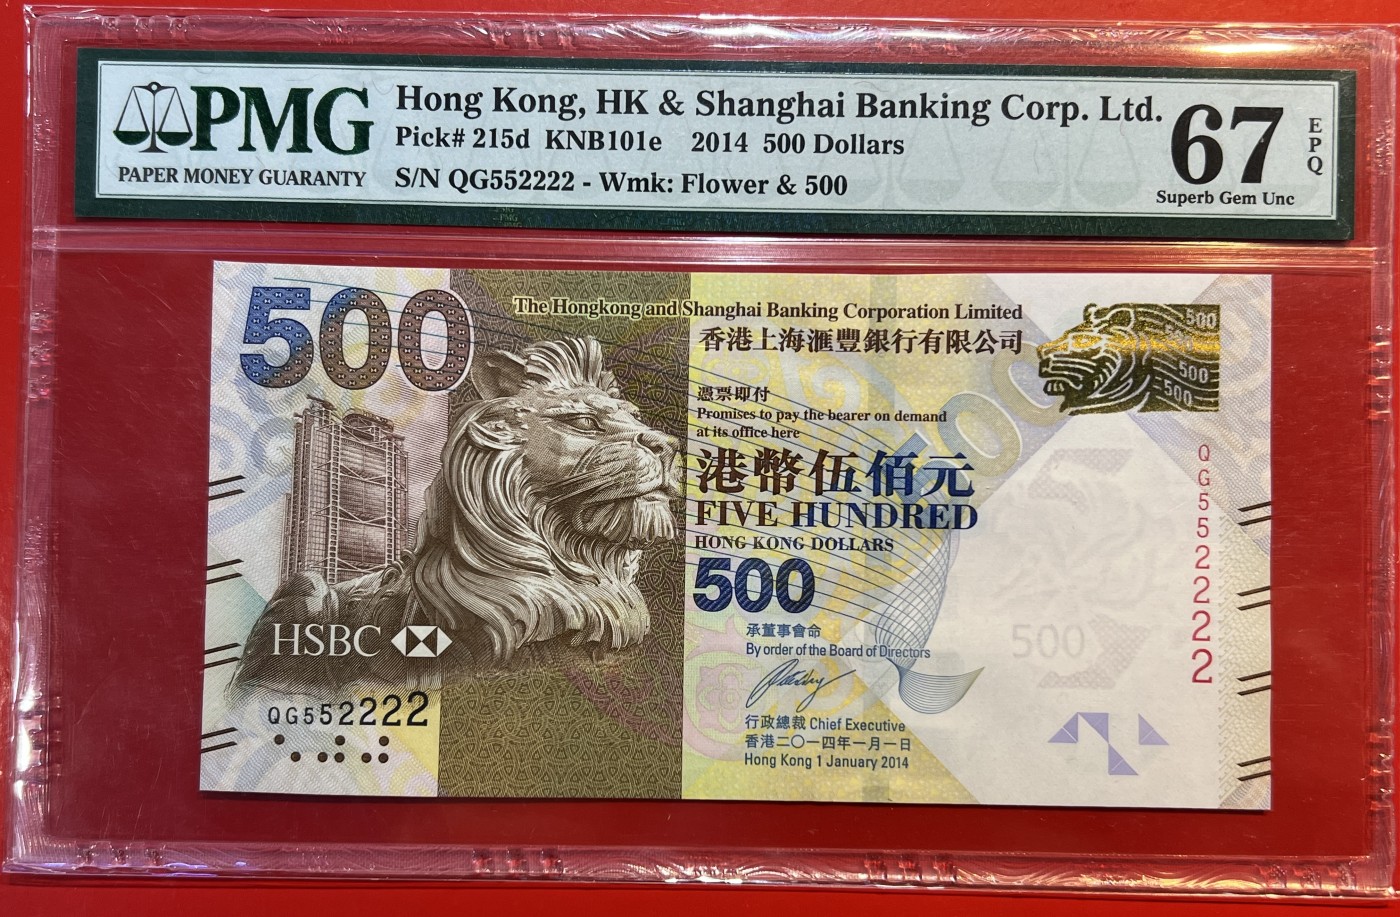 PMG
PAPER MONEY GUARANTY
Hong Kong, HK & Shanghai Banking Corp. Ltd.
Pick# 215d KNB101e 2014 500 Dollars
S/N QG552222 - Wmk: Flower & 500
67
EPQ
Superb Gem Unc
500
The Hongkong and Shanghai Banking Corporation Limited
香港上海滙豐銀行有限公司
500
500
500
500
憑票即付
Promises to pay the bearer on demand
at its office here
港幣伍佰元
FIVE HUNDRED
HONG KONG DOLLARS
500
500
QG552222
承董事會命
By order of the Board of Directors
HSBC
QG552222
行政總裁 Chief Executive
香港二〇一四年一月一日
Hong Kong 1 January 2014